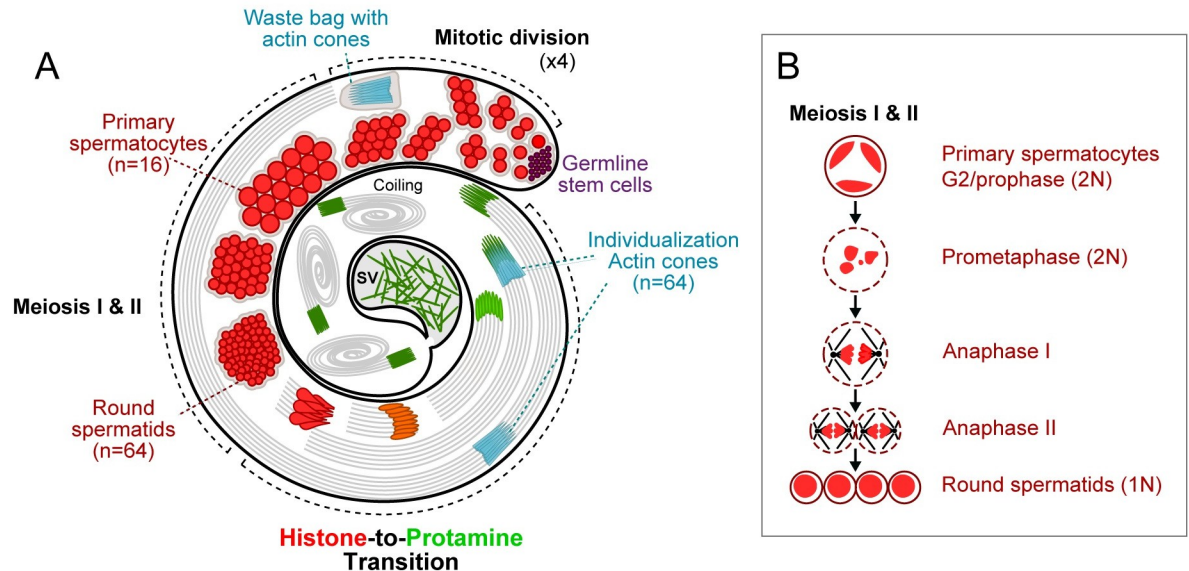 A
Waste bag with
actin cones
Mitotic division
(x4)
Primary
spermatocytes
(n=16)
Germline
stem cells
Coiling
Individualization
Actin cones
(n=64)
SV
Meiosis I & II
Round
spermatids
(n=64)
Histone-to-Protamine
Transition
B
Meiosis I & II
Primary spermatocytes
G2/prophase (2N)
Prometaphase (2N)
Anaphase I
Anaphase II
Round spermatids (1N)